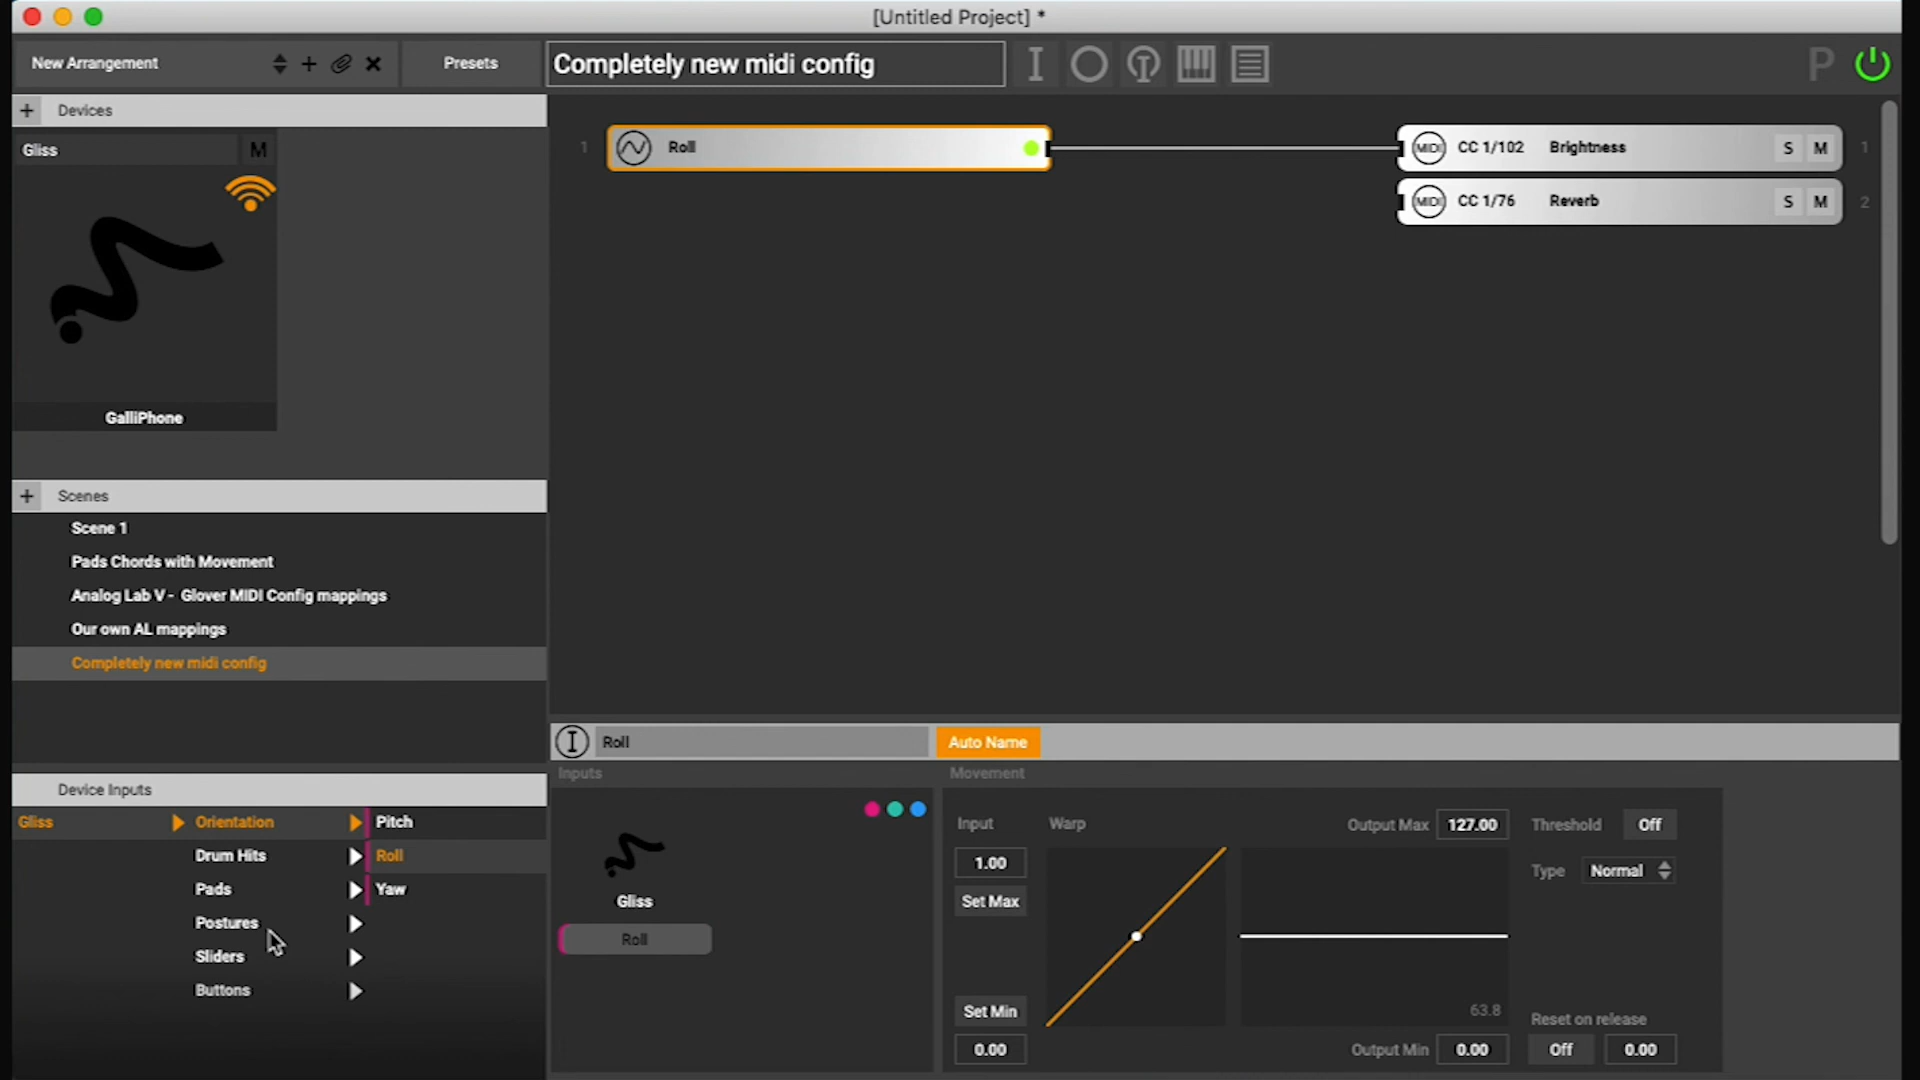 [Untitled Project] *
New Arrangement
Presets
Completely new midi config
P
Devices
Gliss
M
GalliPhone
1
Roll
MIDI
CC 1/102
Brightness
S
M
1
MIDI
CC 1/76
Reverb
S
M
2
Scenes
Scene 1
Pads Chords with Movement
Analog Lab V - Glover MIDI Config mappings
Our own AL mappings
Completely new midi config
Device Inputs
Gliss
Orientation
Pitch
Drum Hits
Roll
Pads
Yaw
Postures
Sliders
Buttons
Roll
Auto Name
Inputs
Gliss
Roll
Movement
Input
Warp
1.00
Set Max
Set Min
0.00
Output Max
127.00
63.8
Output Min
0.00
Threshold
Off
Type
Normal
Reset on release
Off
0.00